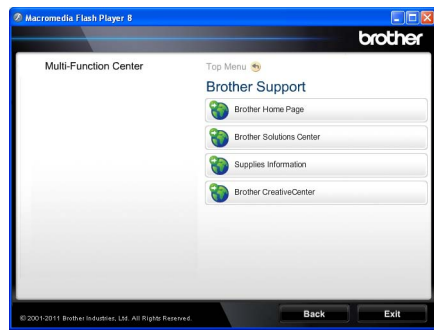 Macromedia Flash Player 8
brother
Multi-Function Center
Top Menu
Brother Support
Brother Home Page
Brother Solutions Center
Supplies Information
Brother CreativeCenter
© 2001-2011 Brother Industries, Ltd. All Rights Reserved.
Back
Exit